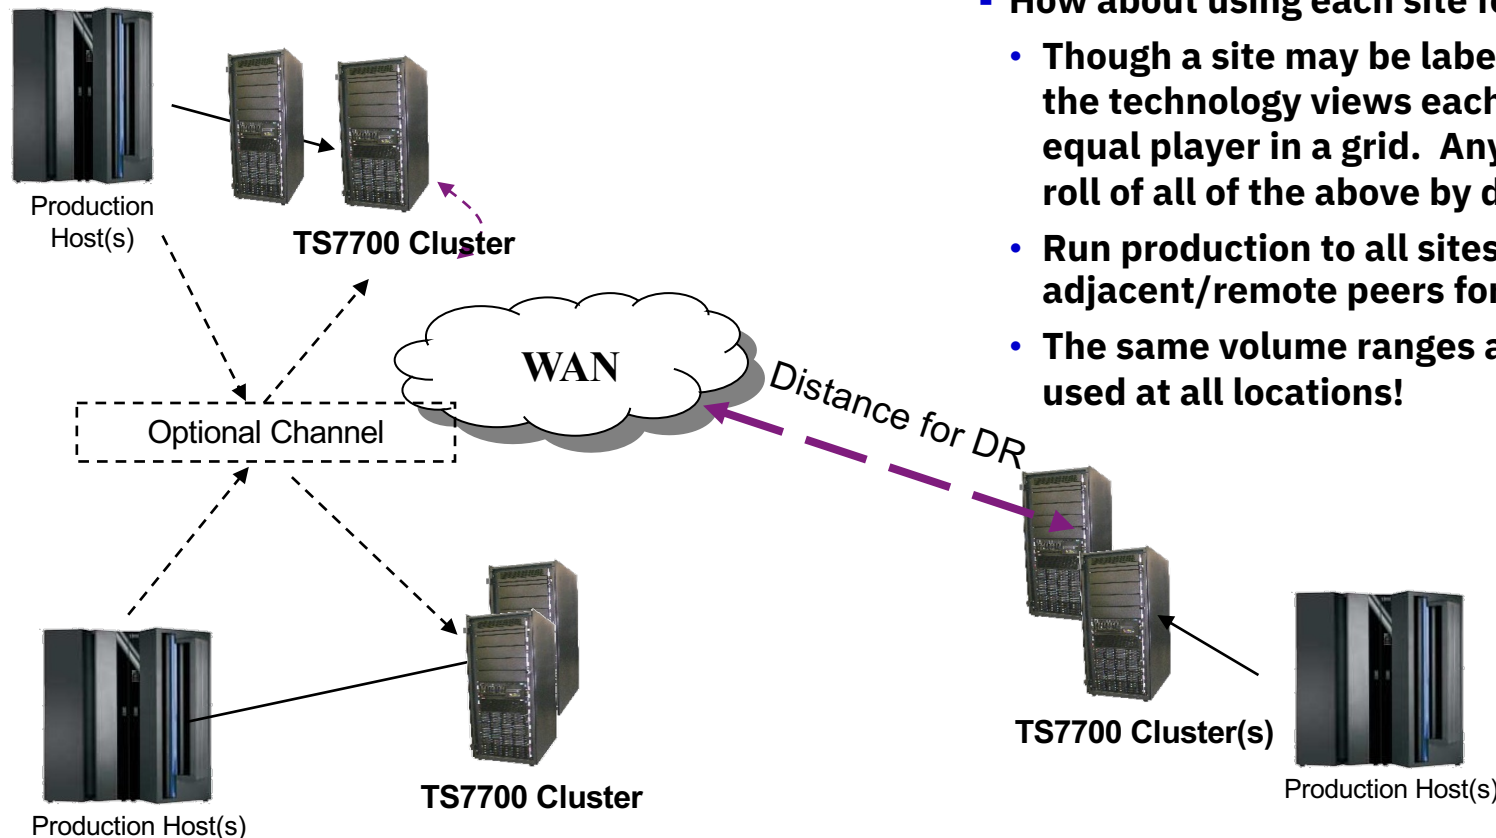 How about using each site fo
• Though a site may be labe
the technology views each
equal player in a grid. Any
roll of all of the above by d
• Run production to all sites
adjacent/remote peers for
• The same volume ranges a
used at all locations!
Production
Host(s)
TS7700 Cluster
WAN
Distance for DR
Optional Channel
TS7700 Cluster(s)
Production Host(s)
TS7700 Cluster
Production Host(s)